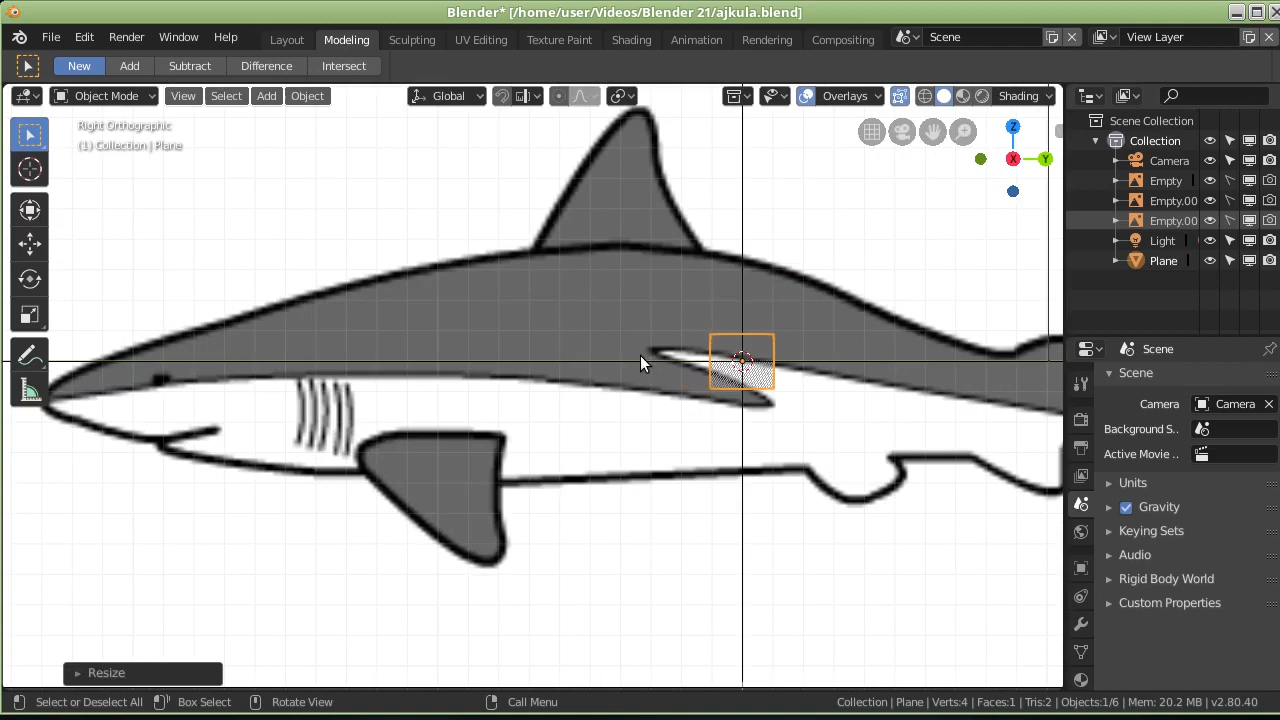 Blender* [/home/user/Videos/Blender 21/ajkula.blend]
File Edit Render Window Help Layout Modeling Sculpting UV Editing Texture Paint Shading Animation Rendering Compositing Scene View Layer
New Add Subtract Difference Intersect
Object Mode View Select Add Object Global Overlays Shading
Right Orthographic
(1) Collection | Plane
Z
X Y
Scene Collection
Collection
Camera
Empty
Empty.00
Empty.00
Light
Plane
Scene
Scene
Camera Camera
Background S..
Active Movie ..
Units
Gravity
Keying Sets
Audio
Rigid Body World
Custom Properties
Resize
Select or Deselect All Box Select Rotate View Call Menu Collection | Plane | Verts:4 | Faces:1 | Tris:2 | Objects:1/6 | Mem: 20.2 MB | v2.80.40